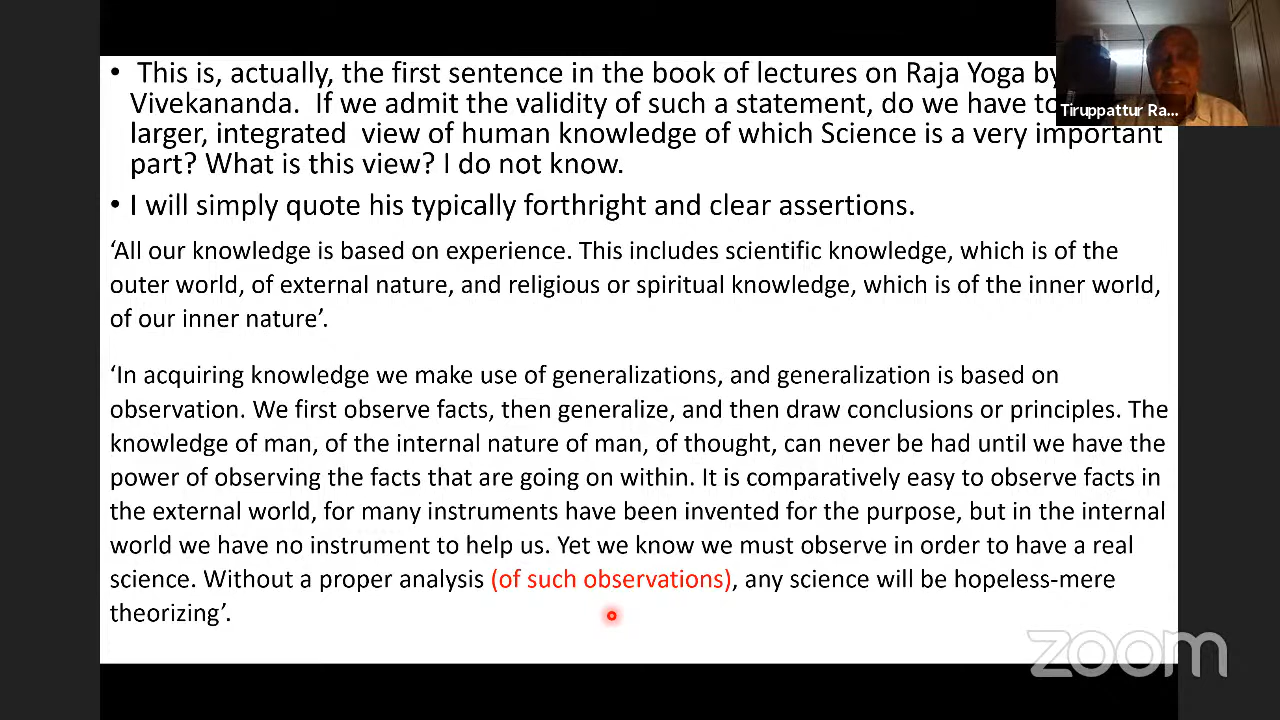 • This is, actually, the first sentence in the book of lectures on Raja Yoga by
Vivekananda. If we admit the validity of such a statement, do we have to
larger, integrated view of human knowledge of which Science is a very important
part? What is this view? I do not know.
• I will simply quote his typically forthright and clear assertions.
‘All our knowledge is based on experience. This includes scientific knowledge, which is of the
outer world, of external nature, and religious or spiritual knowledge, which is of the inner world,
of our inner nature’.
‘In acquiring knowledge we make use of generalizations, and generalization is based on
observation. We first observe facts, then generalize, and then draw conclusions or principles. The
knowledge of man, of the internal nature of man, of thought, can never be had until we have the
power of observing the facts that are going on within. It is comparatively easy to observe facts in
the external world, for many instruments have been invented for the purpose, but in the internal
world we have no instrument to help us. Yet we know we must observe in order to have a real
science. Without a proper analysis (of such observations), any science will be hopeless-mere
theorizing’.
Tiruppattur Ra...
zoom